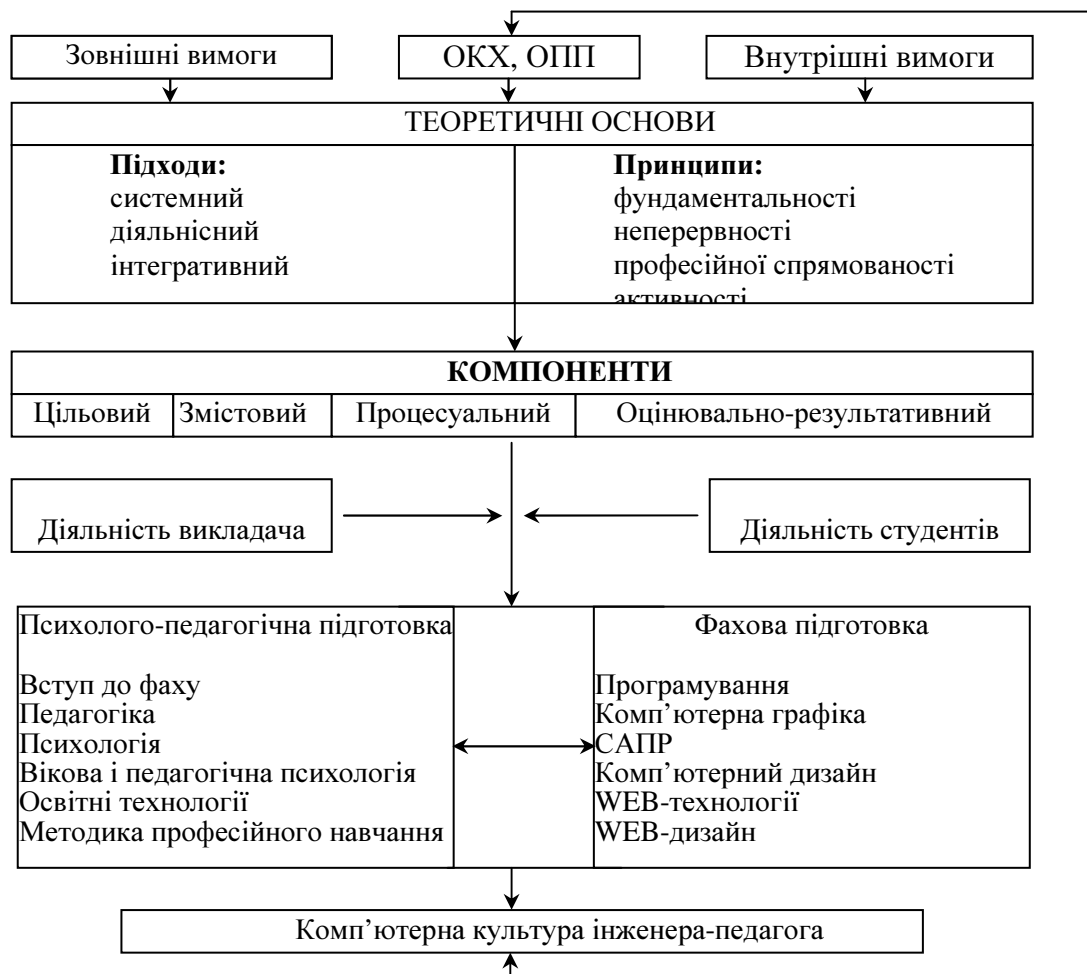 Зовнішні вимоги
ОКХ, ОПП
Внутрішні вимоги
ТЕОРЕТИЧНІ ОСНОВИ
Підходи:
системний
діяльнісний
інтегративний
Принципи:
фундаментальності
неперервності
професійної спрямованості
активності
КОМПОНЕНТИ
Цільовий
Змістовий
Процесуальний
Оцінювально-результативний
Діяльність викладача
Діяльність студентів
Психолого-педагогічна підготовка
Вступ до фаху
Педагогіка
Психологія
Вікова і педагогічна психологія
Освітні технології
Методика професійного навчання
Фахова підготовка
Програмування
Комп’ютерна графіка
САПР
Комп’ютерний дизайн
WEB-технології
WEB-дизайн
Комп’ютерна культура інженера-педагога